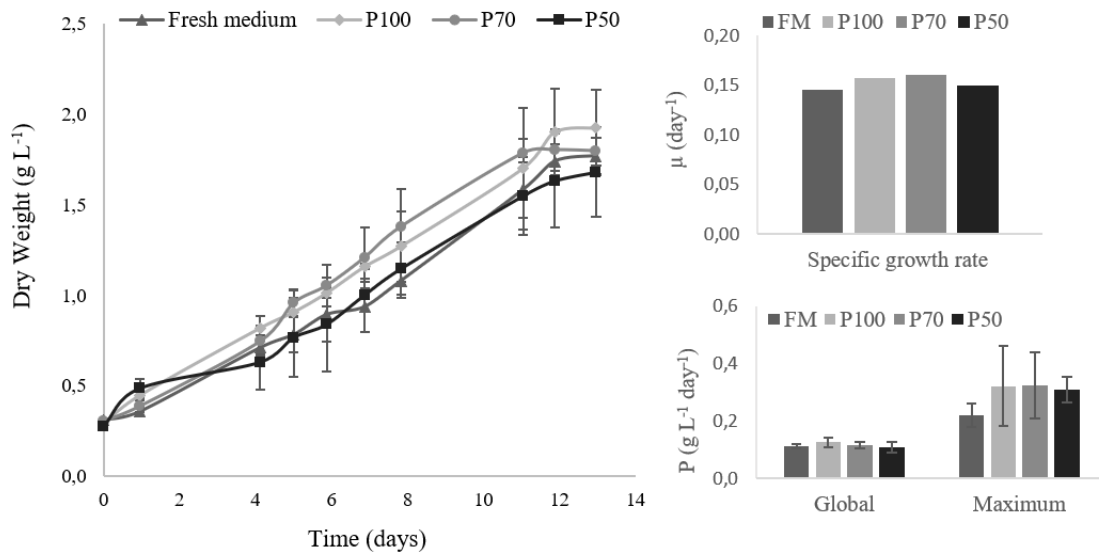 Fresh medium P100 P70 P50
2,5
2,0
1,5
1,0
0,5
0,0
Dry Weight (g L⁻¹)
0 2 4 6 8 10 12 14
Time (days)
FM P100 P70 P50
0,20
0,15
0,10
0,05
0,00
µ (day⁻¹)
Specific growth rate
0,6
FM P100 P70 P50
0,4
0,2
0,0
P (g L⁻¹ day⁻¹)
Global Maximum